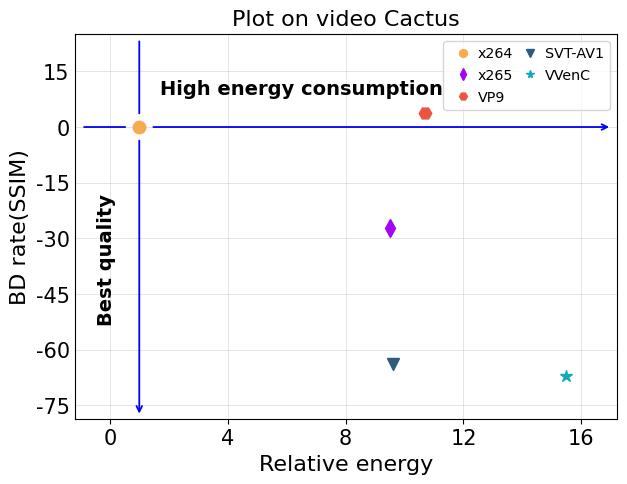 Plot on video Cactus
x264
x265
VP9
SVT-AV1
VVenC
High energy consumption
Best quality
BD rate(SSIM)
15
0
-15
-30
-45
-60
-75
0 4 8 12 16
Relative energy